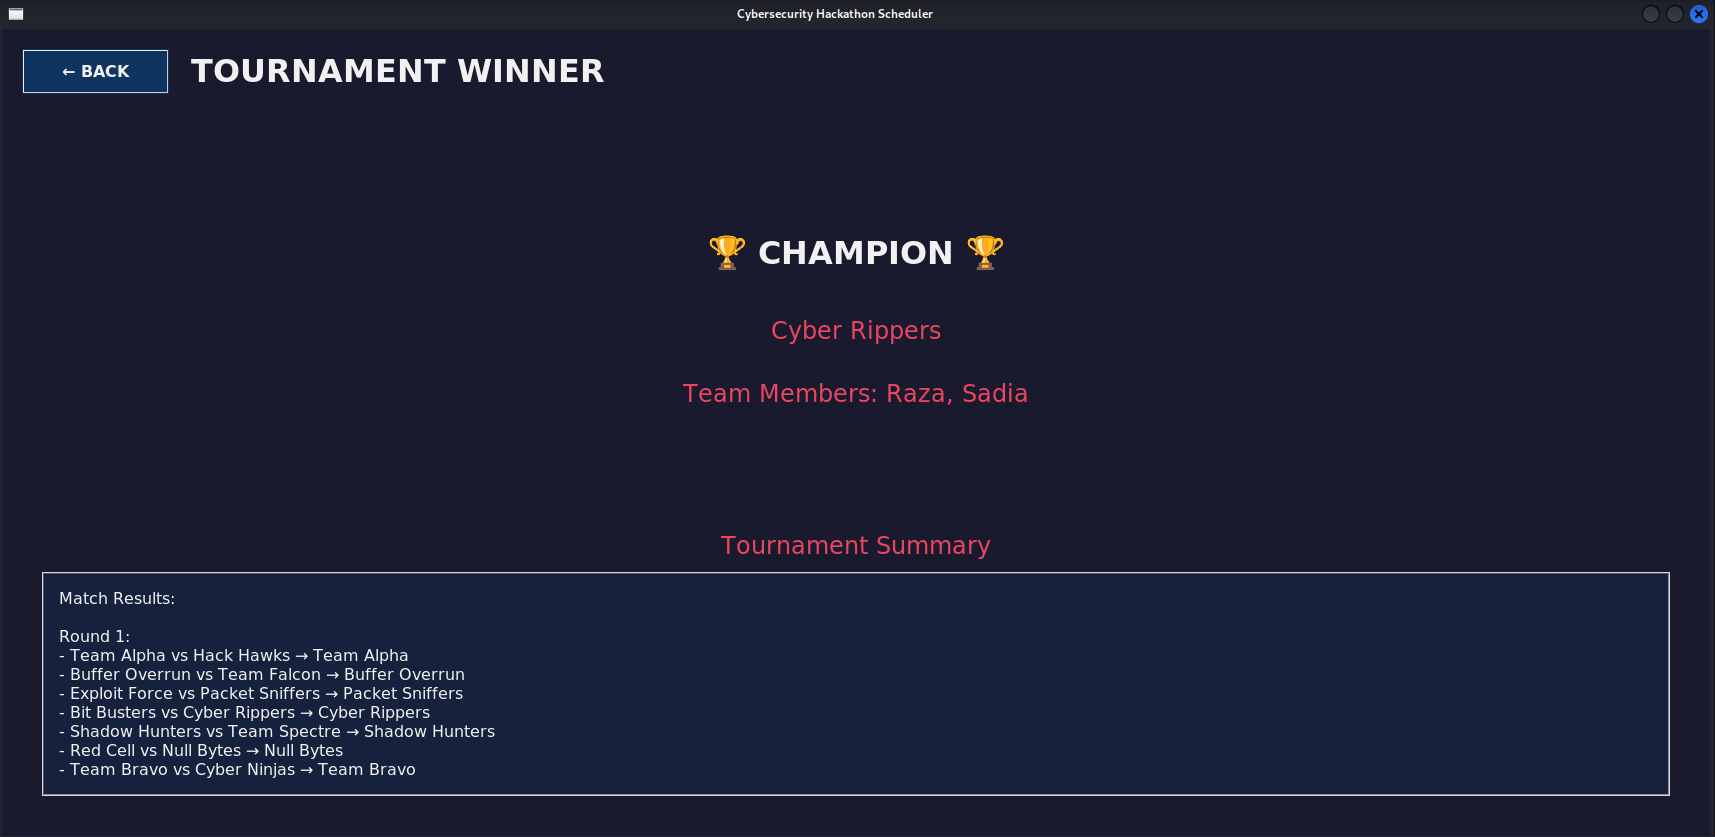 Cybersecurity Hackathon Scheduler
← BACK
TOURNAMENT WINNER
🏆 CHAMPION 🏆
Cyber Rippers
Team Members: Raza, Sadia
Tournament Summary
Match Results:
Round 1:
- Team Alpha vs Hack Hawks → Team Alpha
- Buffer Overrun vs Team Falcon → Buffer Overrun
- Exploit Force vs Packet Sniffers → Packet Sniffers
- Bit Busters vs Cyber Rippers → Cyber Rippers
- Shadow Hunters vs Team Spectre → Shadow Hunters
- Red Cell vs Null Bytes → Null Bytes
- Team Bravo vs Cyber Ninjas → Team Bravo